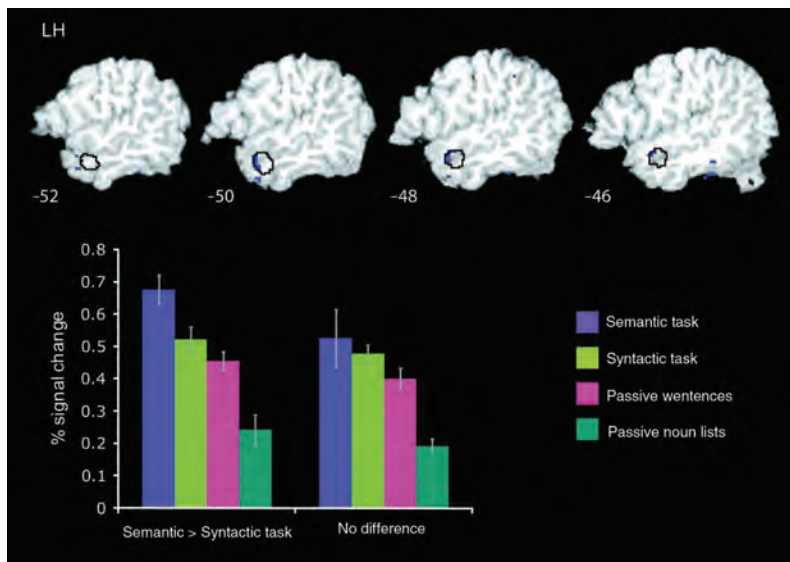 LH
-52
-50
-48
-46
0.8
0.7
0.6
0.5
0.4
0.3
0.2
0.1
0
% signal change
Semantic > Syntactic task
No difference
Semantic task
Syntactic task
Passive wentences
Passive noun lists